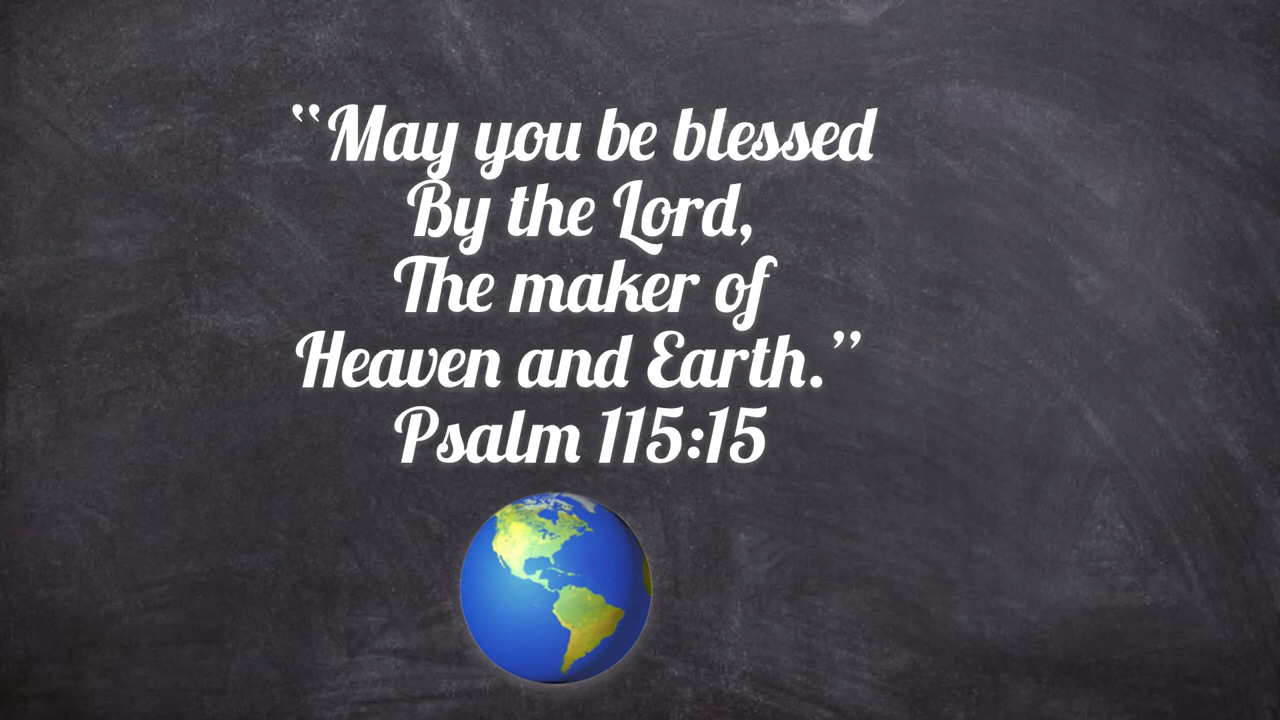 “May you be blessed
By the Lord,
The maker of
Heaven and Earth.”
Psalm 115:15